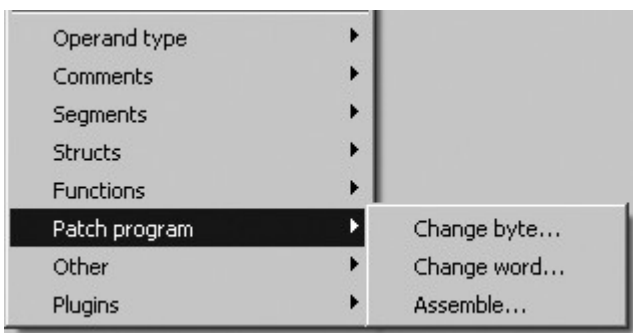 Operand type
Comments
Segments
Structs
Functions
Patch program
Change byte...
Other
Change word...
Plugins
Assemble...